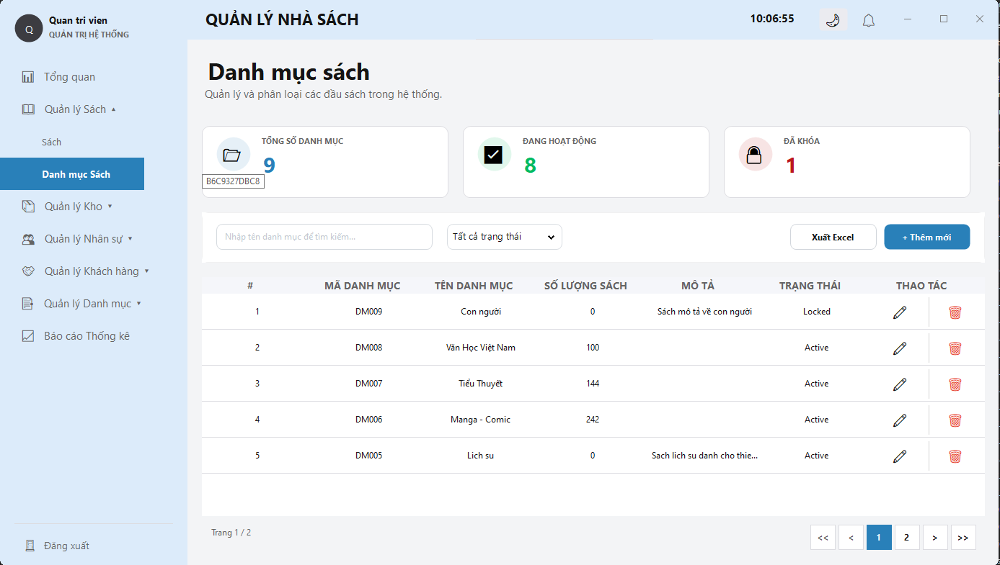 Q
Quan tri vien
QUẢN TRỊ HỆ THỐNG
QUẢN LÝ NHÀ SÁCH
10:06:55
Tổng quan
Quản lý Sách
Sách
Danh mục Sách
Quản lý Kho
Quản lý Nhân sự
Quản lý Khách hàng
Quản lý Danh mục
Báo cáo Thống kê
Đăng xuất
Danh mục sách
Quản lý và phân loại các đầu sách trong hệ thống.
TỔNG SỐ DANH MỤC
9
B6C9327DBC8
ĐANG HOẠT ĐỘNG
8
ĐÃ KHÓA
1
Nhập tên danh mục để tìm kiếm...
Tất cả trạng thái
Xuất Excel
+ Thêm mới
# MÃ DANH MỤC TÊN DANH MỤC SỐ LƯỢNG SÁCH MÔ TẢ TRẠNG THÁI THAO TÁC
1 DM009 Con người 0 Sách mô tả về con người Locked
2 DM008 Văn Học Việt Nam 100 Active
3 DM007 Tiểu Thuyết 144 Active
4 DM006 Manga - Comic 242 Active
5 DM005 Lich su 0 Sach lich su danh cho thie... Active
Trang 1 / 2
<< < 1 2 > >>